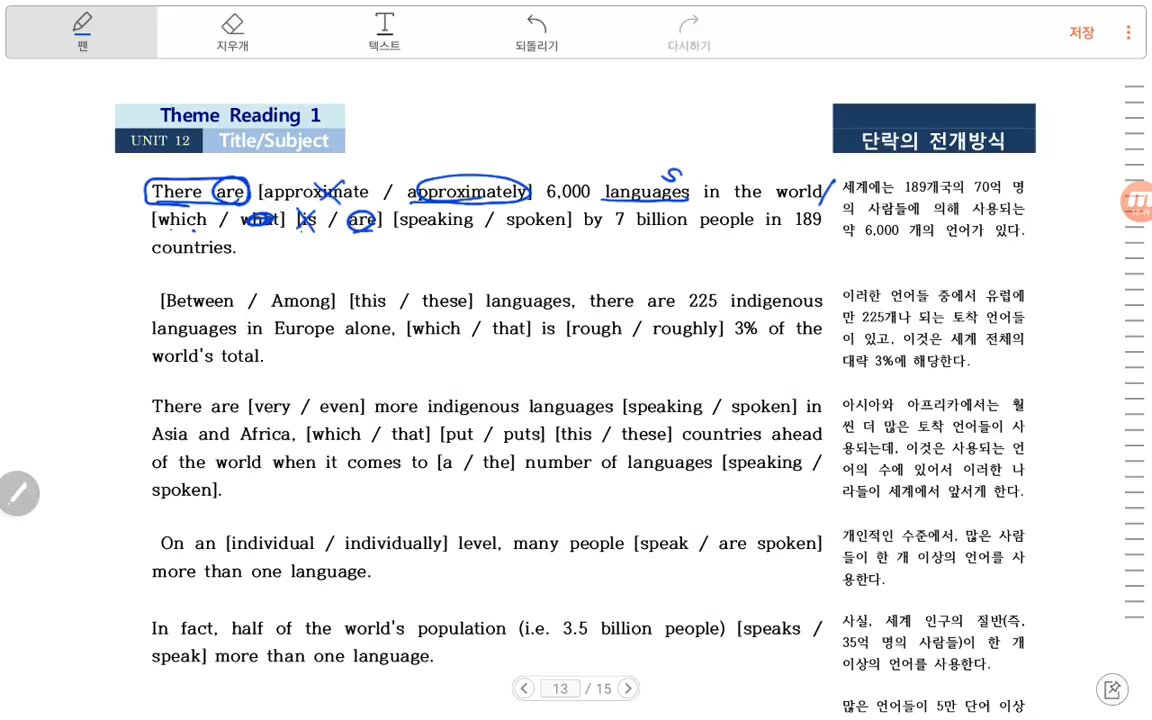 펜
지우개
텍스트
되돌리기
다시하기
저장
Theme Reading 1
UNIT 12 Title/Subject
단락의 전개방식
S
There are [approximate / approximately] 6,000 languages in the world
[which / what] [is / are] [speaking / spoken] by 7 billion people in 189
countries.
세계에는 189개국의 70억 명
의 사람들에 의해 사용되는
약 6,000 개의 언어가 있다.
[Between / Among] [this / these] languages, there are 225 indigenous
languages in Europe alone, [which / that] is [rough / roughly] 3% of the
world's total.
이러한 언어들 중에서 유럽에
만 225개나 되는 토착 언어들
이 있고, 이것은 세계 전체의
대략 3%에 해당한다.
There are [very / even] more indigenous languages [speaking / spoken] in
Asia and Africa, [which / that] [put / puts] [this / these] countries ahead
of the world when it comes to [a / the] number of languages [speaking /
spoken].
아시아와 아프리카에서는 훨
씬 더 많은 토착 언어들이 사
용되는데, 이것은 사용되는 언
어의 수에 있어서 이러한 나
라들이 세계에서 앞서게 한다.
On an [individual / individually] level, many people [speak / are spoken]
more than one language.
개인적인 수준에서, 많은 사람
들이 한 개 이상의 언어를 사
용한다.
In fact, half of the world's population (i.e. 3.5 billion people) [speaks /
speak] more than one language.
사실, 세계 인구의 절반(즉,
35억 명의 사람들)이 한 개
이상의 언어를 사용한다.
많은 언어들이 5만 단어 이상
13 / 15